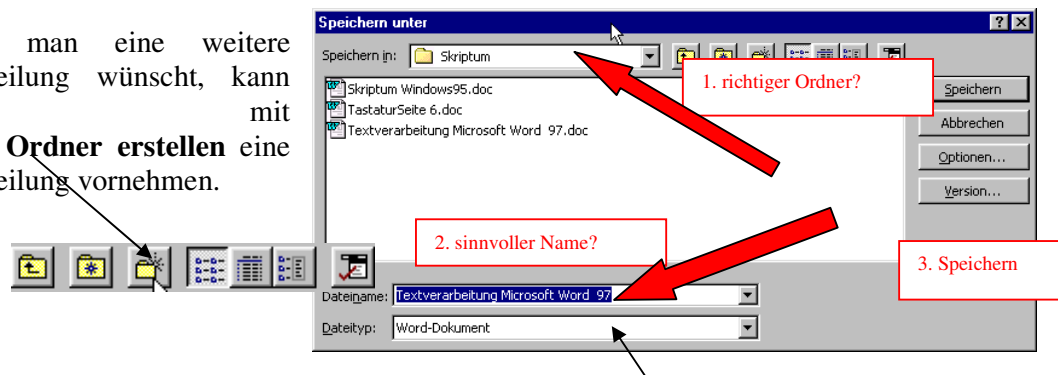 man eine weitere
eilung wünscht, kann
mit
Ordner erstellen eine
eilung vornehmen.
Speichern unter
Speichern in: Skriptum
1. richtiger Ordner?
Skriptum Windows95.doc
TastaturSeite 6.doc
Textverarbeitung Microsoft Word 97.doc
Speichern
Abbrechen
Optionen...
Version...
2. sinnvoller Name?
3. Speichern
Dateiname: Textverarbeitung Microsoft Word 97
Dateityp: Word-Dokument